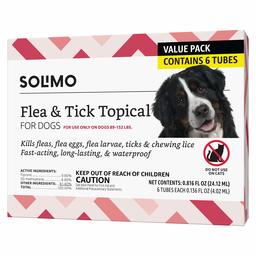 SOLIMO
VALUE PACK
CONTAINS 6 TUBES
Flea & Tick Topical
FOR DOGS
FOR USE ONLY ON DOGS 89-132 LBS.
Kills fleas, flea eggs, flea larvae, ticks & chewing lice
Fast-acting, long-lasting, & waterproof
ACTIVE INGREDIENTS:
OTHER INGREDIENTS:
TOTAL
KEEP OUT OF REACH OF CHILDREN
CAUTION
DO NOT USE
ON CATS
NET CONTENTS: 0.816 FL OZ (24.12 ML)
6 TUBES EACH 0.136 FL OZ (4.02 ML)